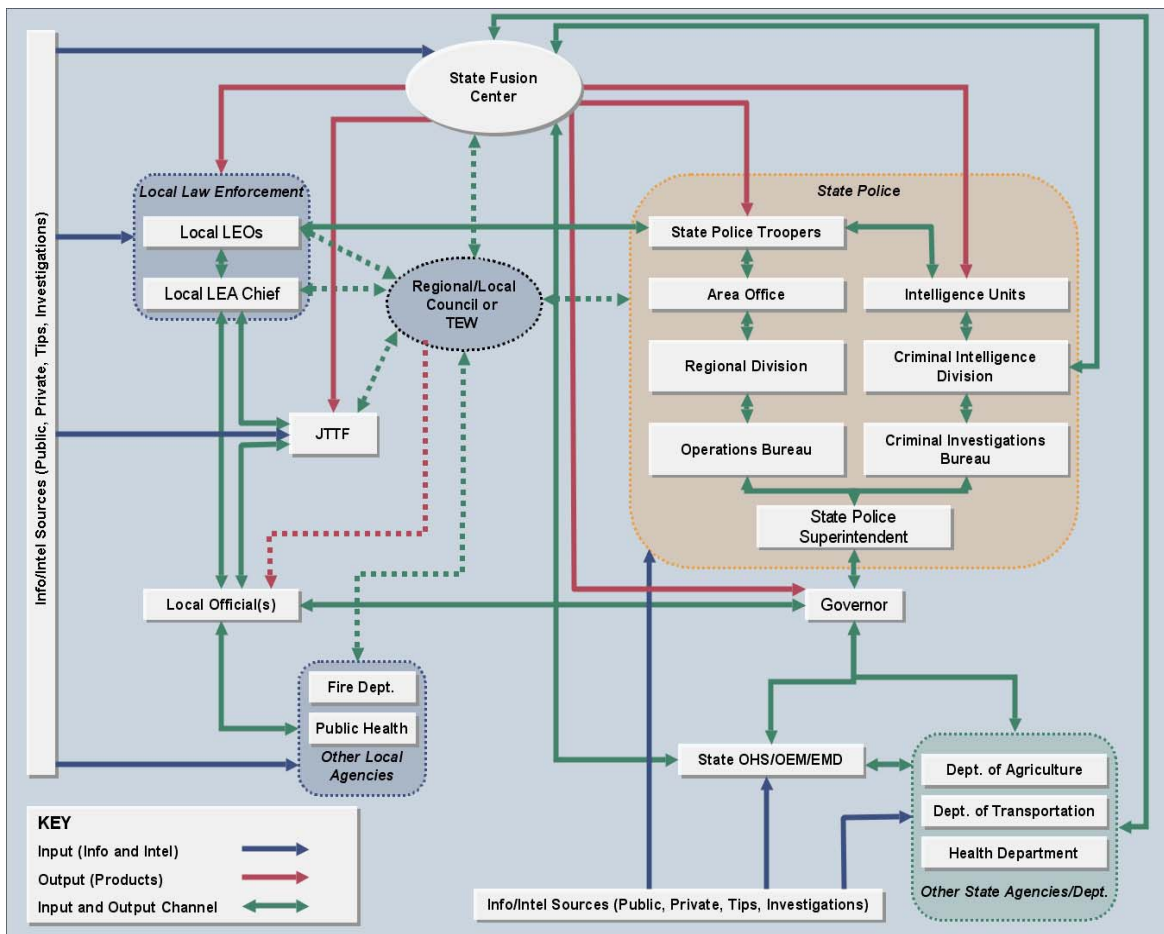 Info/Intel Sources (Public, Private, Tips, Investigations)
State Fusion
Center
Local Law Enforcement
Local LEOs
Local LEA Chief
Regional/Local
Council or
TEW
JTTF
State Police
State Police Troopers
Area Office
Intelligence Units
Regional Division
Criminal Intelligence
Division
Operations Bureau
Criminal Investigations
Bureau
State Police
Superintendent
Local Official(s)
Governor
Fire Dept.
Public Health
Other Local
Agencies
State OHS/OEM/EMD
Dept. of Agriculture
Dept. of Transportation
Health Department
Other State Agencies/Dept.
KEY
Input (Info and Intel)
Output (Products)
Input and Output Channel
Info/Intel Sources (Public, Private, Tips, Investigations)